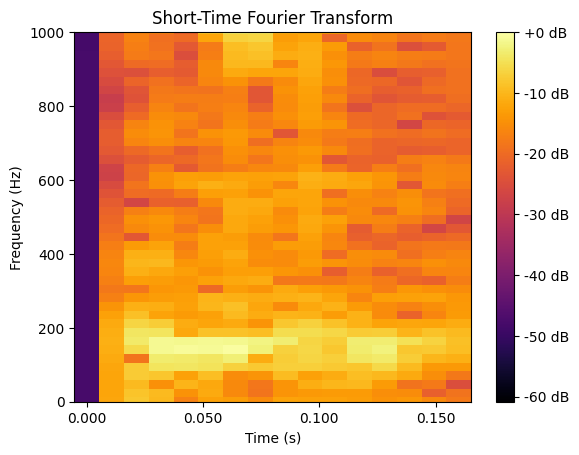 Short-Time Fourier Transform
1000
800
600
400
200
0
Frequency (Hz)
0.000
0.050
0.100
0.150
Time (s)
+0 dB
-10 dB
-20 dB
-30 dB
-40 dB
-50 dB
-60 dB